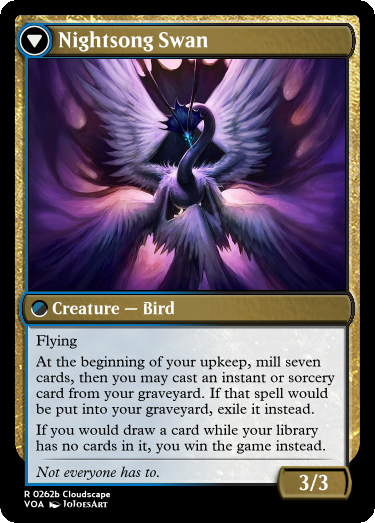 Nightsong Swan
Creature — Bird
Flying
At the beginning of your upkeep, mill seven
cards, then you may cast an instant or sorcery
card from your graveyard. If that spell would
be put into your graveyard, exile it instead.
If you would draw a card while your library
has no cards in it, you win the game instead.
Not everyone has to.
3/3
R 0262b Cloudscape
VOA JoJoesArt